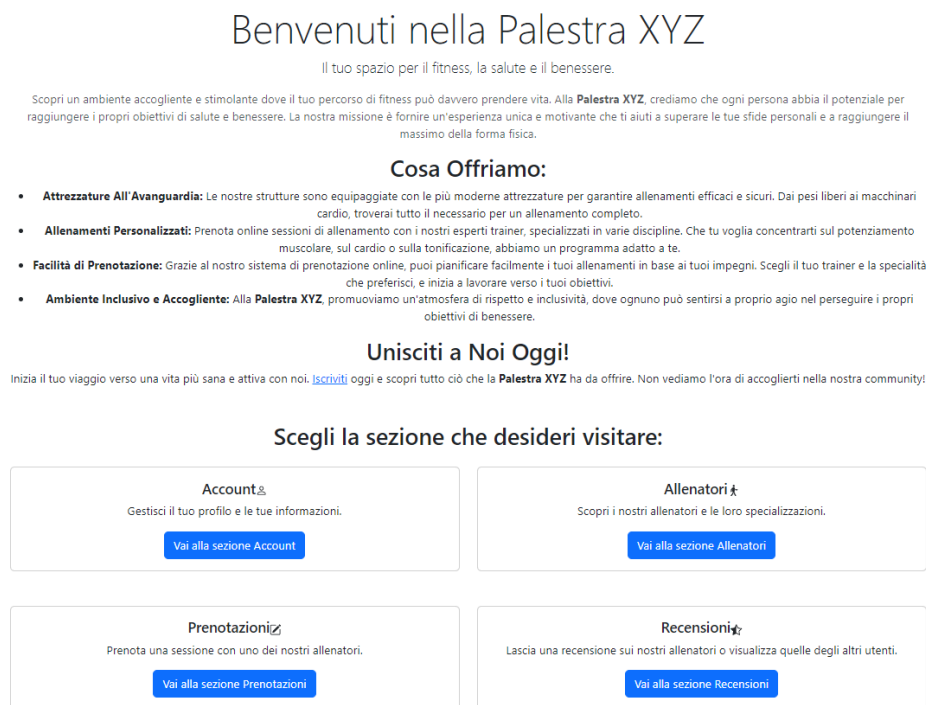 Benvenuti nella Palestra XYZ
Il tuo spazio per il fitness, la salute e il benessere.
Scopri un ambiente accogliente e stimolante dove il tuo percorso di fitness può davvero prendere vita. Alla Palestra XYZ, crediamo che ogni persona abbia il potenziale per
raggiungere i propri obiettivi di salute e benessere. La nostra missione è fornire un'esperienza unica e motivante che ti aiuti a superare le tue sfide personali e a raggiungere il
massimo della forma fisica.
Cosa Offriamo:
• Attrezzature All'Avanguardia: Le nostre strutture sono equipaggiate con le più moderne attrezzature per garantire allenamenti efficaci e sicuri. Dai pesi liberi ai macchinari
cardio, troverai tutto il necessario per un allenamento completo.
• Allenamenti Personalizzati: Prenota online sessioni di allenamento con i nostri esperti trainer, specializzati in varie discipline. Che tu voglia concentrarti sul potenziamento
muscolare, sul cardio o sulla tonificazione, abbiamo un programma adatto a te.
• Facilità di Prenotazione: Grazie al nostro sistema di prenotazione online, puoi pianificare facilmente i tuoi allenamenti in base ai tuoi impegni. Scegli il tuo trainer e la specialità
che preferisci, e inizia a lavorare verso i tuoi obiettivi.
• Ambiente Inclusivo e Accogliente: Alla Palestra XYZ, promuoviamo un'atmosfera di rispetto e inclusività, dove ognuno può sentirsi a proprio agio nel perseguire i propri
obiettivi di benessere.
Unisciti a Noi Oggi!
Inizia il tuo viaggio verso una vita più sana e attiva con noi. Iscriviti oggi e scopri tutto ciò che la Palestra XYZ ha da offrire. Non vediamo l'ora di accoglierti nella nostra community!
Scegli la sezione che desideri visitare:
Account
Gestisci il tuo profilo e le tue informazioni.
Vai alla sezione Account
Allenatori
Scopri i nostri allenatori e le loro specializzazioni.
Vai alla sezione Allenatori
Prenotazioni
Prenota una sessione con uno dei nostri allenatori.
Vai alla sezione Prenotazioni
Recensioni
Lascia una recensione sui nostri allenatori o visualizza quelle degli altri utenti.
Vai alla sezione Recensioni